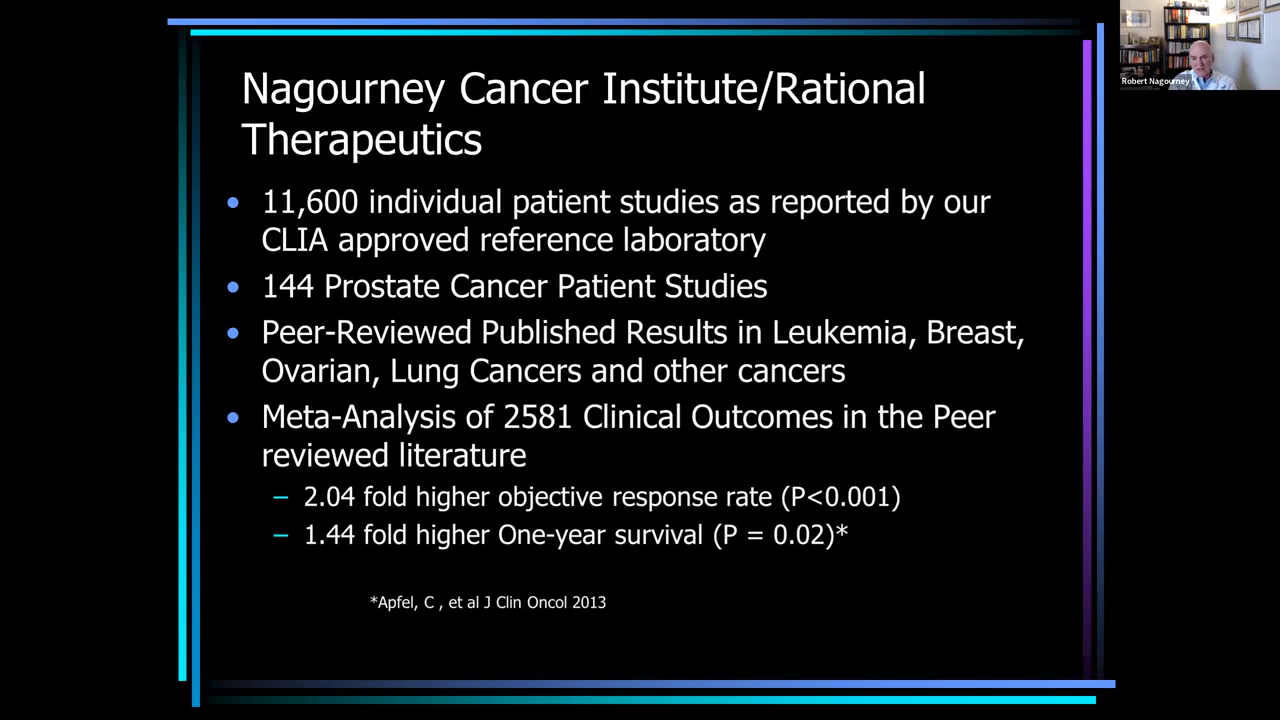 Nagourney Cancer Institute/Rational
Therapeutics
• 11,600 individual patient studies as reported by our
CLIA approved reference laboratory
• 144 Prostate Cancer Patient Studies
• Peer-Reviewed Published Results in Leukemia, Breast,
Ovarian, Lung Cancers and other cancers
• Meta-Analysis of 2581 Clinical Outcomes in the Peer
reviewed literature
– 2.04 fold higher objective response rate (P<0.001)
– 1.44 fold higher One-year survival (P = 0.02)*
*Apfel, C , et al J Clin Oncol 2013
Robert Nagourney